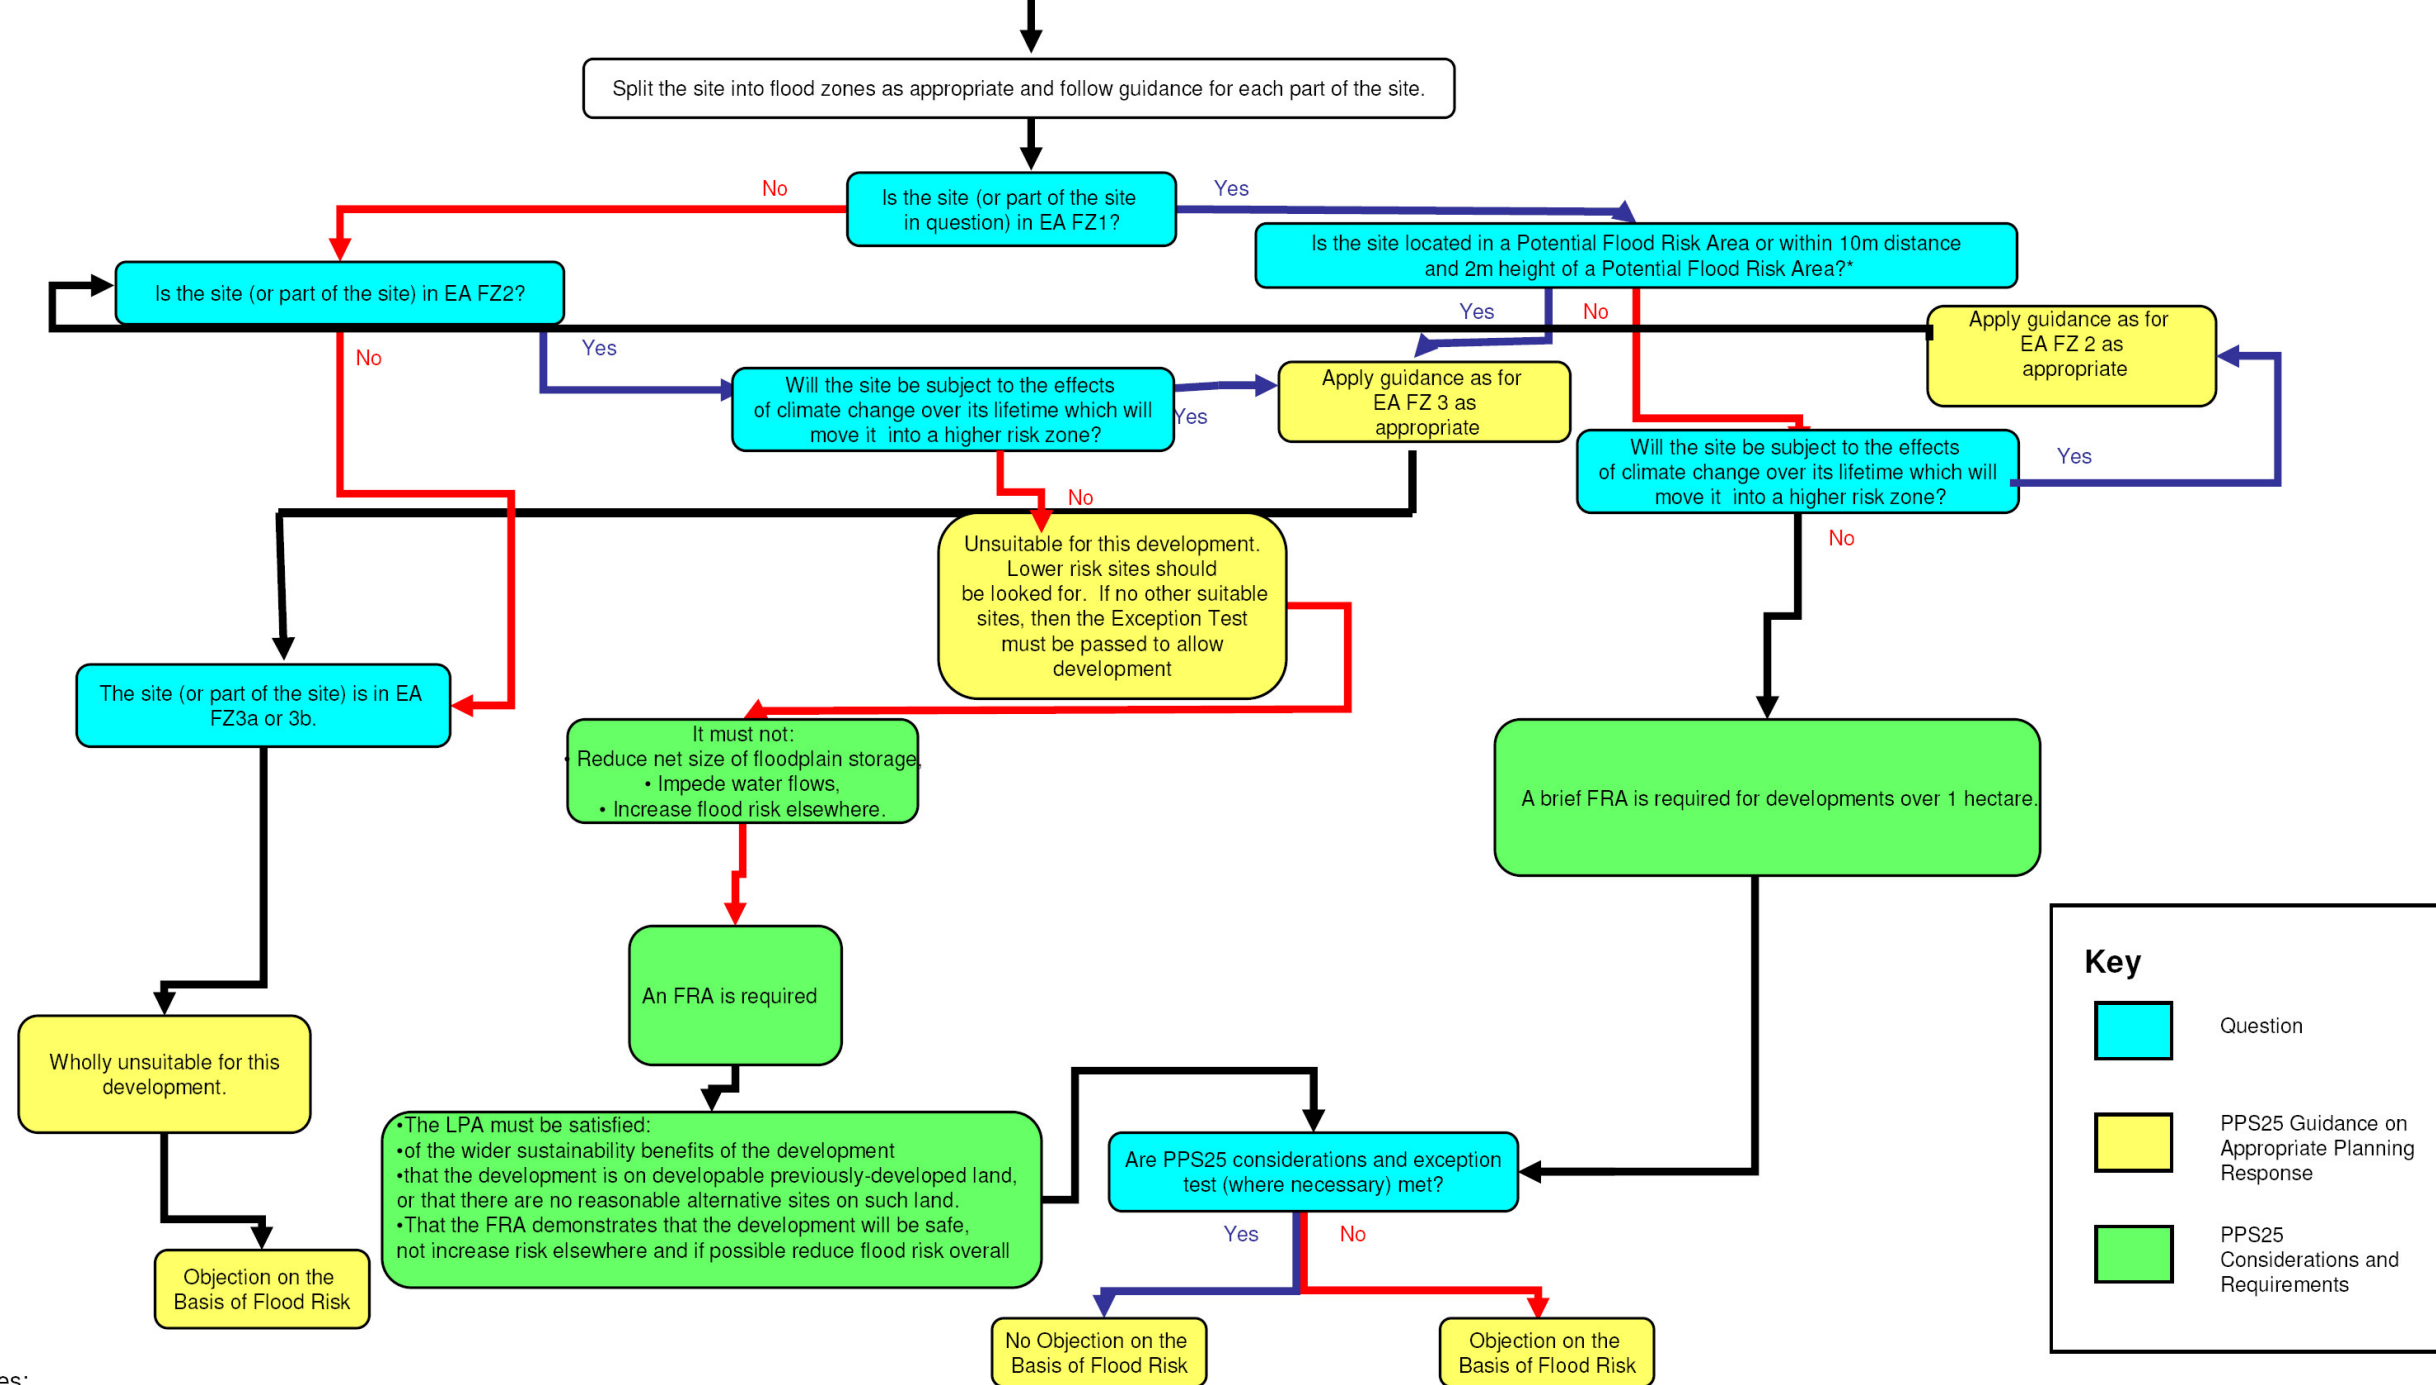 Split the site into flood zones as appropriate and follow guidance for each part of the site.
No
Is the site (or part of the site
in question) in EA FZ1?
Yes
Is the site located in a Potential Flood Risk Area or within 10m distance
and 2m height of a Potential Flood Risk Area?*
Is the site (or part of the site) in EA FZ2?
Yes
No
Apply guidance as for
EA FZ 2 as
appropriate
No
Yes
Will the site be subject to the effects
of climate change over its lifetime which will
move it  into a higher risk zone?
Yes
Apply guidance as for
EA FZ 3 as
appropriate
Will the site be subject to the effects
of climate change over its lifetime which will
move it  into a higher risk zone?
Yes
No
No
Unsuitable for this development.
Lower risk sites should
be looked for.  If no other suitable
sites, then the Exception Test
must be passed to allow
development
The site (or part of the site) is in EA
FZ3a or 3b.
It must not:
• Reduce net size of floodplain storage,
• Impede water flows,
• Increase flood risk elsewhere.
A brief FRA is required for developments over 1 hectare.
An FRA is required
Wholly unsuitable for this
development.
•The LPA must be satisfied:
•of the wider sustainability benefits of the development
•that the development is on developable previously-developed land,
or that there are no reasonable alternative sites on such land.
•That the FRA demonstrates that the development will be safe,
not increase risk elsewhere and if possible reduce flood risk overall
Are PPS25 considerations and exception
test (where necessary) met?
Yes
No
Objection on the
Basis of Flood Risk
No Objection on the
Basis of Flood Risk
Objection on the
Basis of Flood Risk
Key
Question
PPS25 Guidance on
Appropriate Planning
Response
PPS25
Considerations and
Requirements
es: